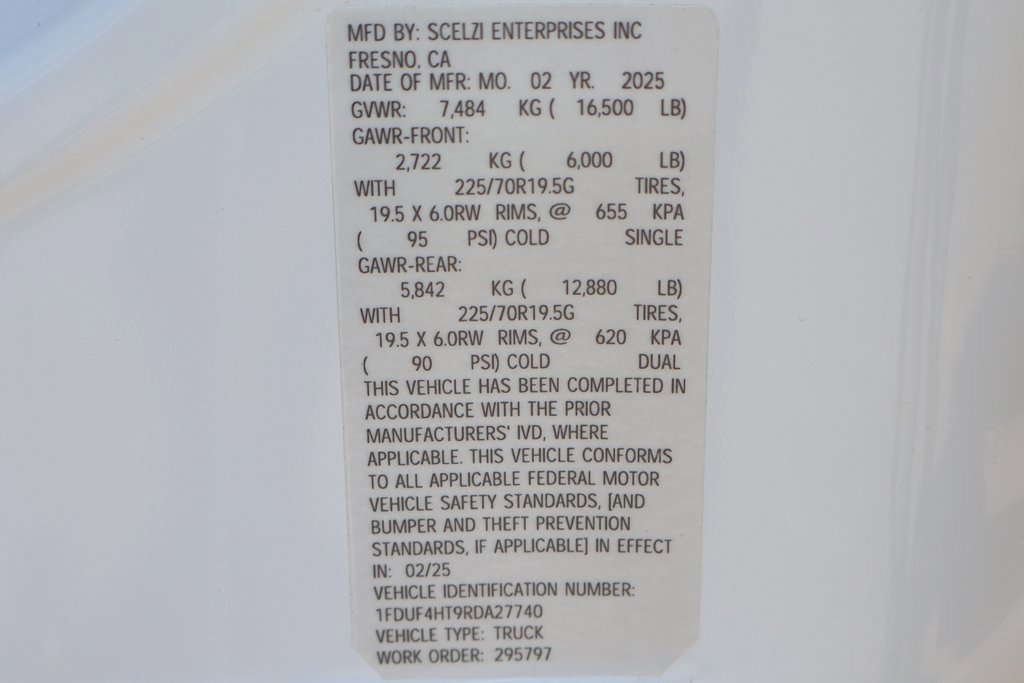 MFD BY: SCELZI ENTERPRISES INC
FRESNO, CA
DATE OF MFR: MO. 02 YR. 2025
GVWR: 7,484 KG ( 16,500 LB)
GAWR-FRONT:
2,722 KG ( 6,000 LB)
WITH 225/70R19.5G TIRES,
19.5 X 6.0RW RIMS, @ 655 KPA
( 95 PSI) COLD SINGLE
GAWR-REAR:
5,842 KG ( 12,880 LB)
WITH 225/70R19.5G TIRES,
19.5 X 6.0RW RIMS, @ 620 KPA
( 90 PSI) COLD DUAL
THIS VEHICLE HAS BEEN COMPLETED IN
ACCORDANCE WITH THE PRIOR
MANUFACTURERS' IVD, WHERE
APPLICABLE. THIS VEHICLE CONFORMS
TO ALL APPLICABLE FEDERAL MOTOR
VEHICLE SAFETY STANDARDS, [AND
BUMPER AND THEFT PREVENTION
STANDARDS, IF APPLICABLE] IN EFFECT
IN: 02/25
VEHICLE IDENTIFICATION NUMBER:
1FDUF4HT9RDA27740
VEHICLE TYPE: TRUCK
WORK ORDER: 295797